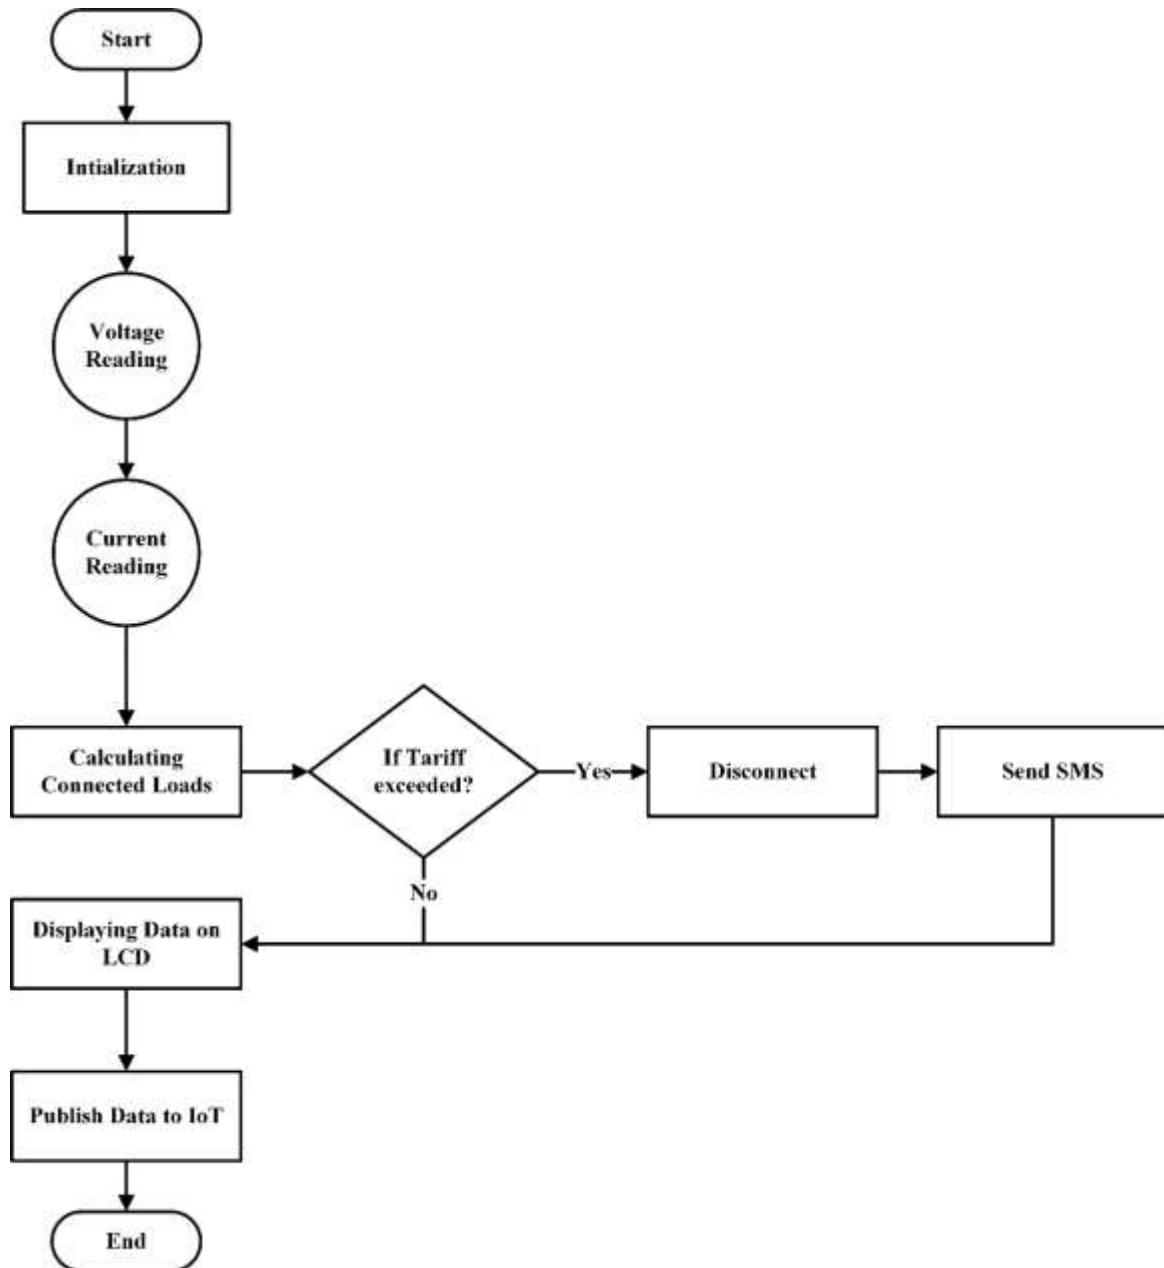 Start
Intialization
Voltage
Reading
Current
Reading
Calculating
Connected Loads
If Tariff
exceeded?
Yes
Disconnect
Send SMS
No
Displaying Data on
LCD
Publish Data to IoT
End